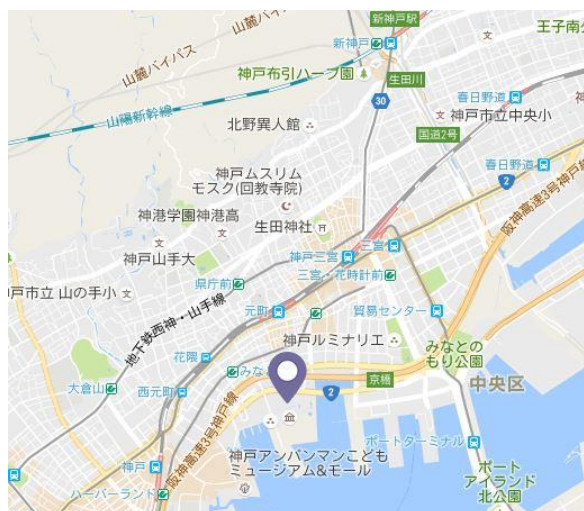 新神戸駅
新神戸
王子南公
山麓バイパス
山麓バイパス
神戸布引ハーブ園
生田川
山陽新幹線
30
春日野道
神戸市立中央小
北野異人館
国道2号
春日野道
神戸ムスリム
モスク(回教寺院)
2
阪神高速3号神戸線
神港学園神港高
生田神社
神戸山手大
神戸三宮
三宮
県庁前
三宮・花時計前
戸市立 山の手小
地下鉄西神・山手線
元町
貿易センター
神戸ルミナリエ
みなとの
もり公園
花隈
みな
大倉山
西元町
京橋
中央区
2
阪神高速3号神戸線
神戸アンパンマンこども
ミュージアム&モール
ポートターミナル
神戸
ハーバーランド
ポート
アイランド
北公園